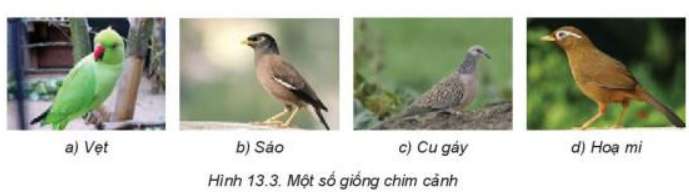 a) Vẹt
b) Sáo
c) Cu gáy
d) Hoạ mi
Hình 13.3. Một số giống chim cảnh